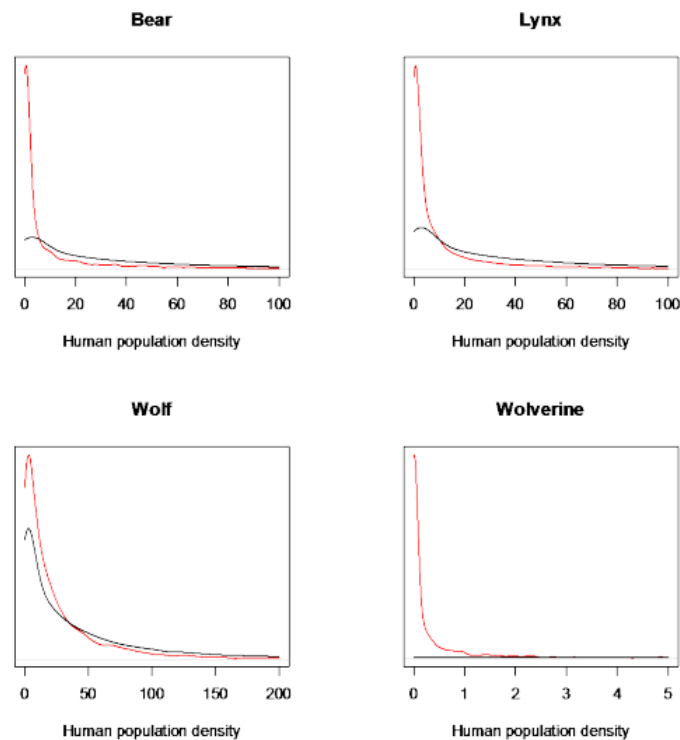 Bear
0 20 40 60 80 100
Human population density
Lynx
0 20 40 60 80 100
Human population density
Wolf
0 50 100 150 200
Human population density
Wolverine
0 1 2 3 4 5
Human population density